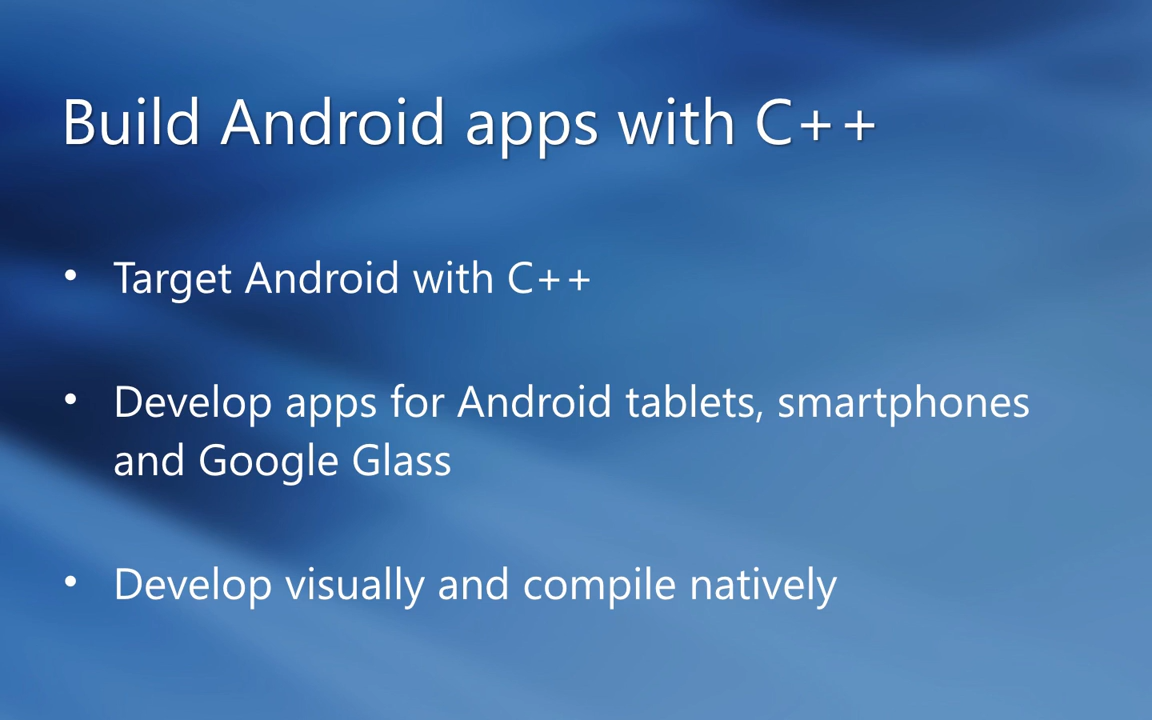 Build Android apps with C++
• Target Android with C++
• Develop apps for Android tablets, smartphones
and Google Glass
• Develop visually and compile natively